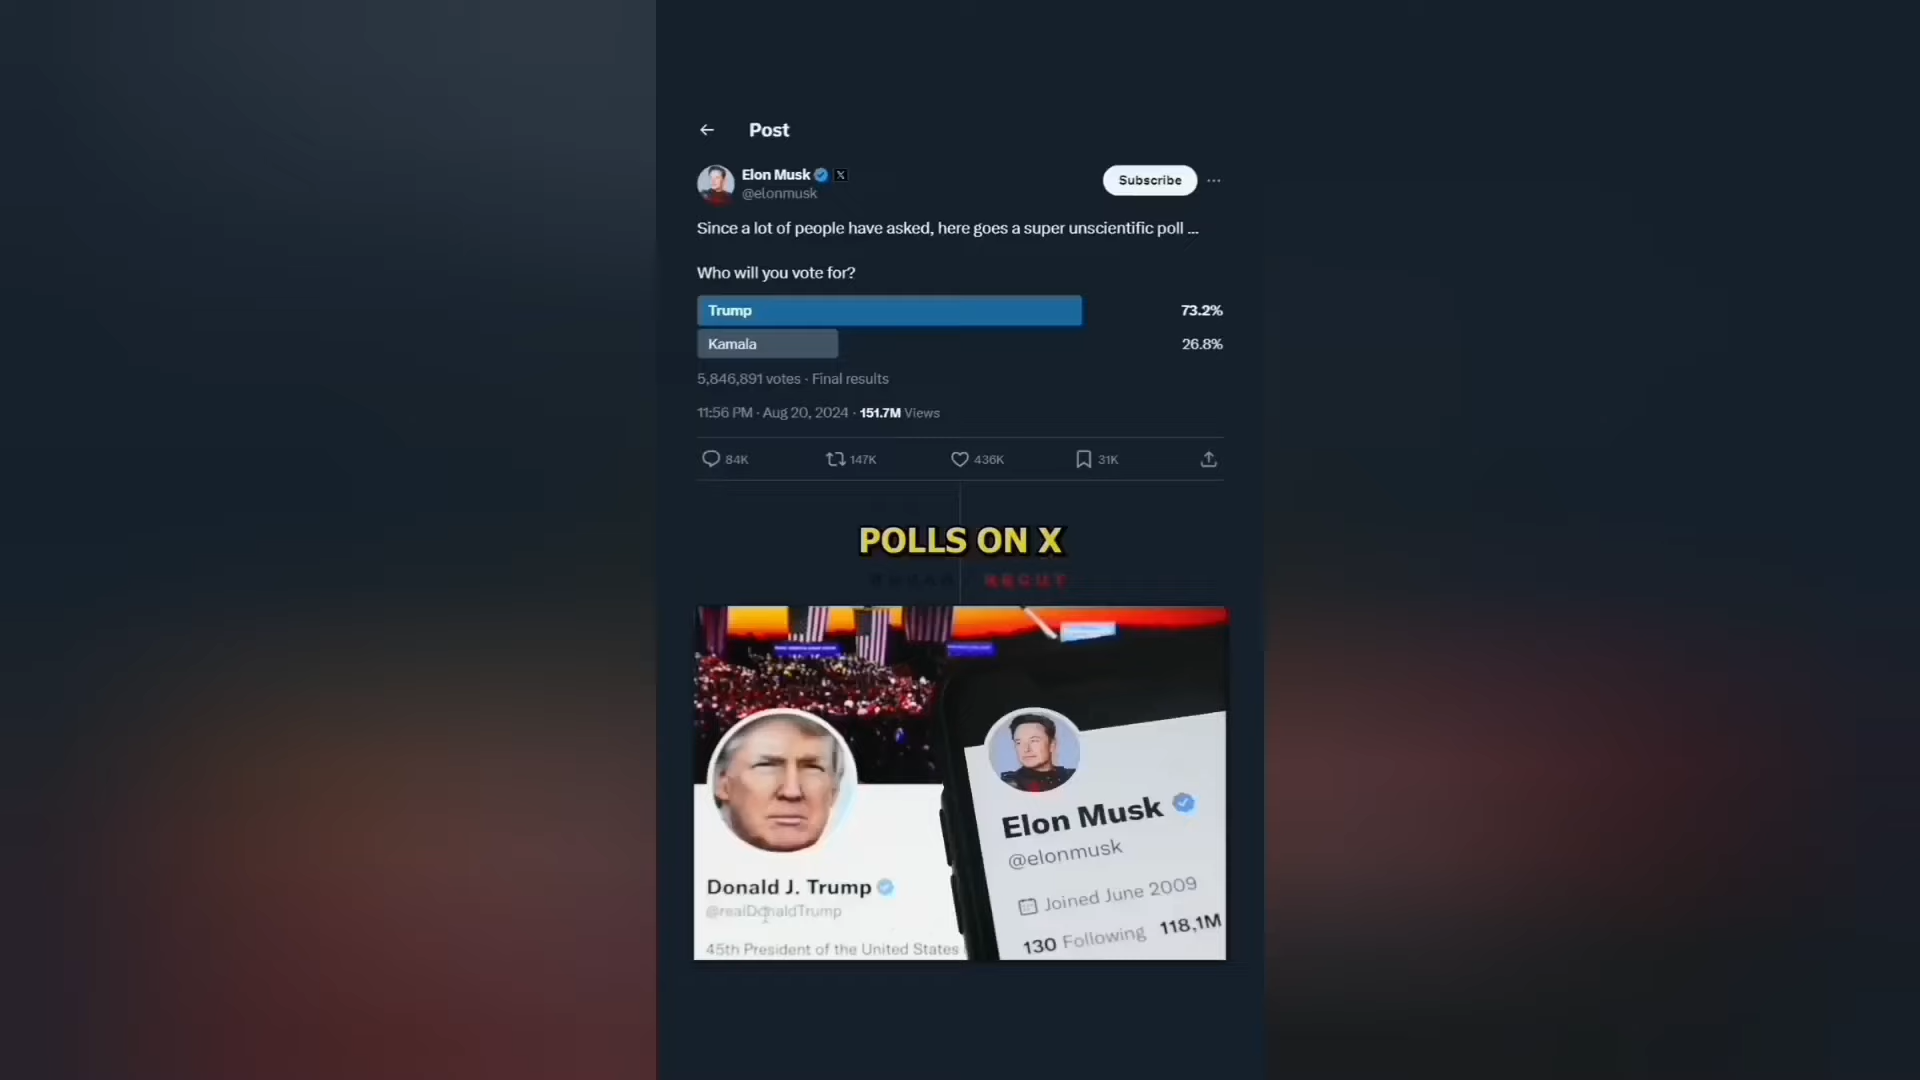 Post
Elon Musk
@elonmusk
Subscribe
Since a lot of people have asked, here goes a super unscientific poll ...
Who will you vote for?
Trump 73.2%
Kamala 26.8%
5,846,891 votes · Final results
11:56 PM · Aug 20, 2024 · 151.7M Views
84K 147K 436K 31K
POLLS ON X
RECUT
Donald J. Trump
@realDonaldTrump
45th President of the United States
Elon Musk
@elonmusk
Joined June 2009
130 Following 118,1M